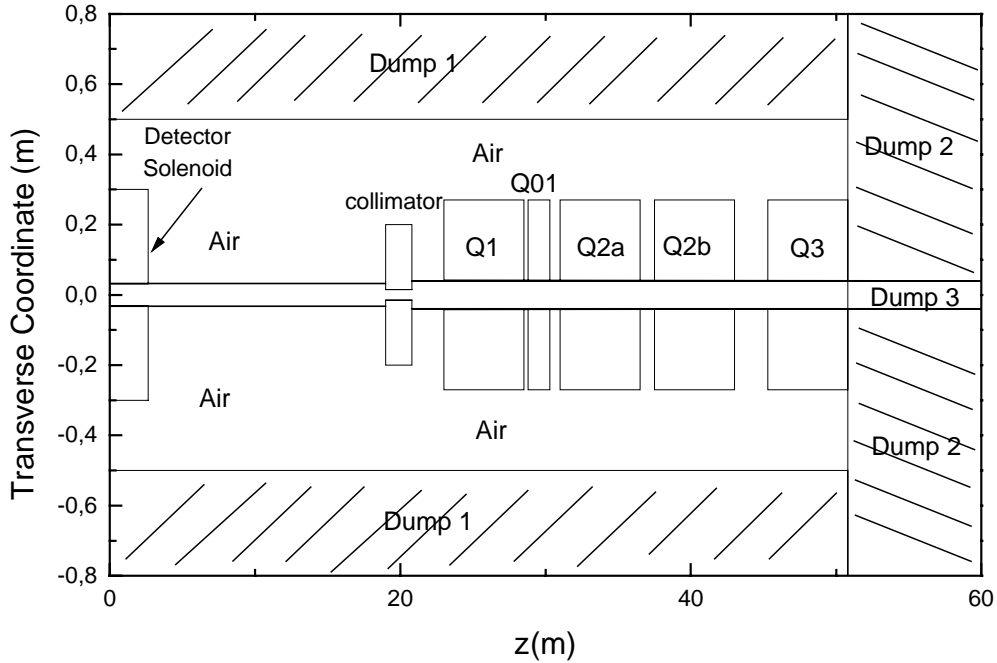 0,8
0,6
0,4
0,2
0,0
-0,2
-0,4
-0,6
-0,8
Transverse Coordinate (m)
Dump 1
Detector
Solenoid
Air
Q01
Dump 2
collimator
Air
Q1
Q2a
Q2b
Q3
Dump 3
Air
Air
Dump 2
Dump 1
0
20
40
60
z(m)